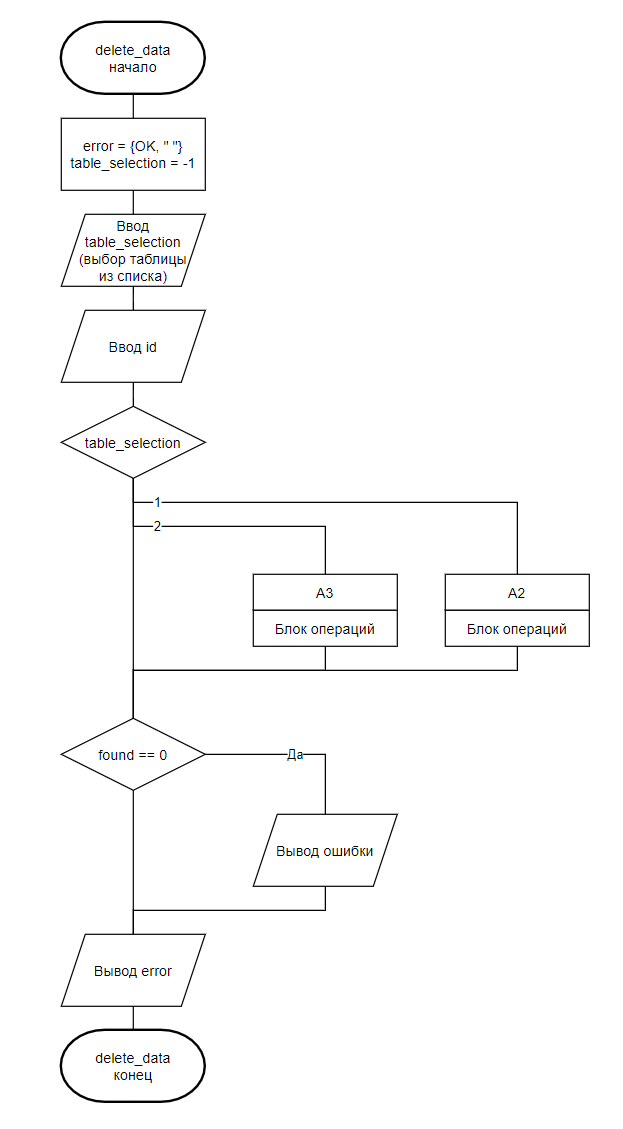 delete_data
начало
error = {OK, " "}
table_selection = -1
Ввод
table_selection
(выбор таблицы
из списка)
Ввод id
table_selection
1
2
A3
A2
Блок операций
Блок операций
found == 0
Да
Вывод ошибки
Вывод error
delete_data
конец